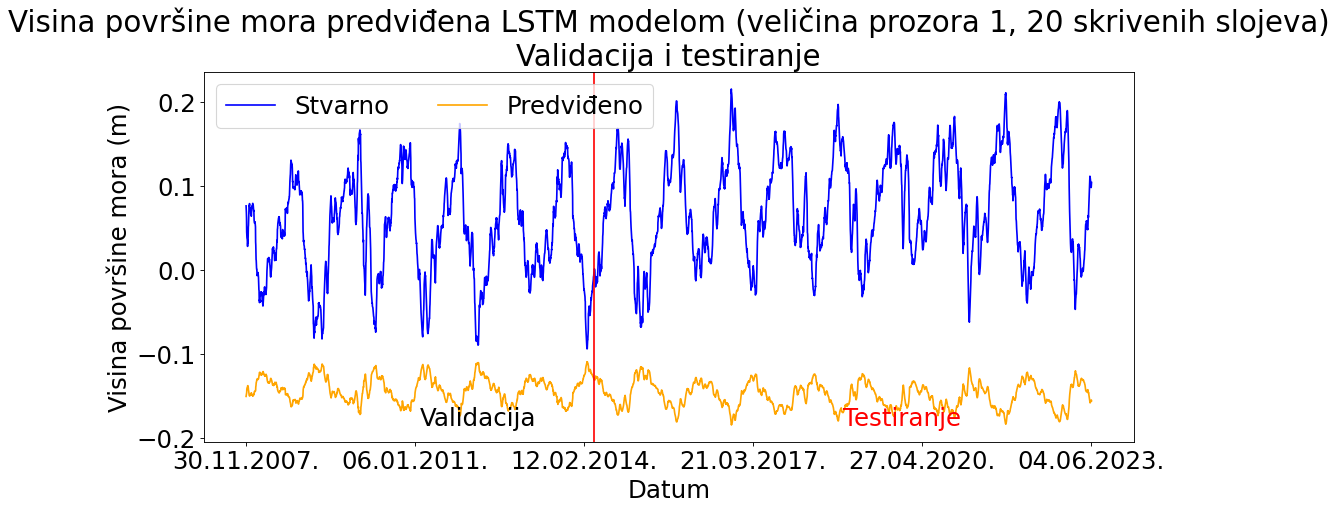 Visina površine mora predviđena LSTM modelom (veličina prozora 1, 20 skrivenih slojeva)
Validacija i testiranje
Stvarno
Predviđeno
Visina površine mora (m)
0.2
0.1
0.0
−0.1
−0.2
Validacija
Testiranje
30.11.2007.
06.01.2011.
12.02.2014.
21.03.2017.
27.04.2020.
04.06.2023.
Datum